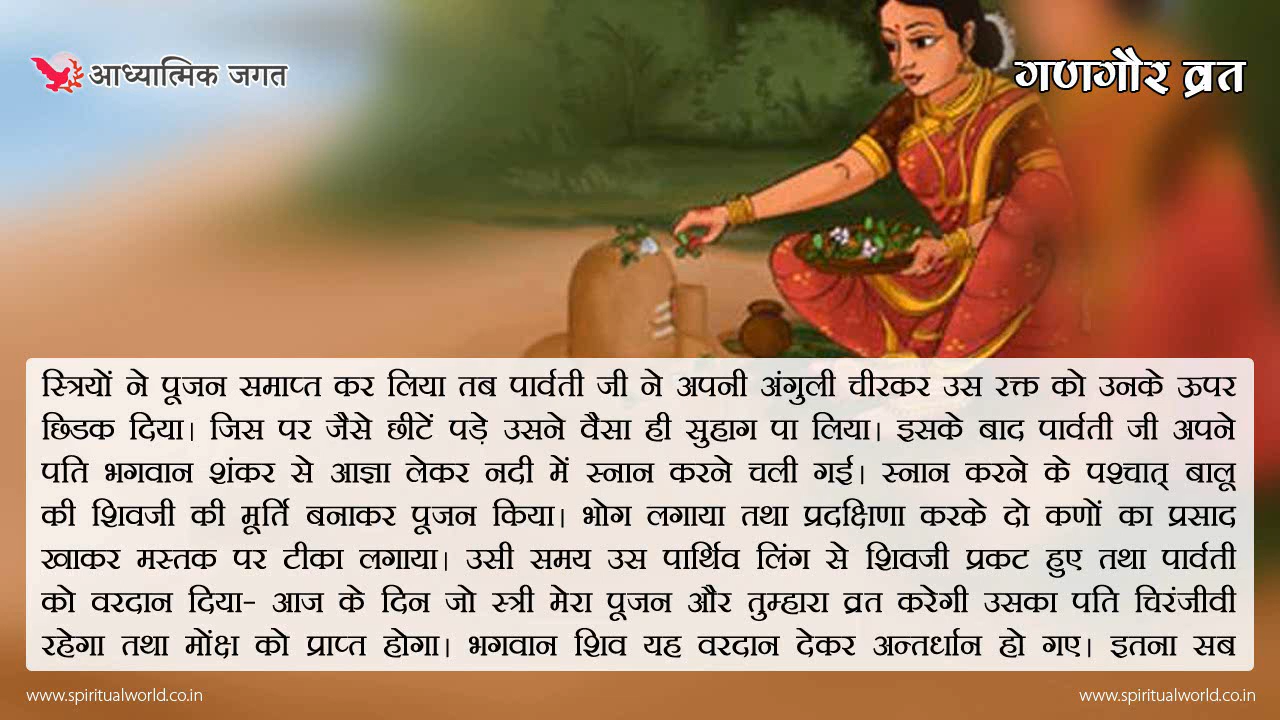 आध्यात्मिक जगत
गणगौर व्रत
स्त्रियों ने पूजन समाप्त कर लिया तब पार्वती जी ने अपनी अंगुली चीरकर उस रक्त को उनके ऊपर
छिडक दिया। जिस पर जैसे छीटें पड़े उसने वैसा ही सुहाग पा लिया। इसके बाद पार्वती जी अपने
पति भगवान शंकर से आज्ञा लेकर नदी में स्नान करने चली गई। स्नान करने के पश्चात् बालू
की शिवजी की मूर्ति बनाकर पूजन किया। भोग लगाया तथा प्रदक्षिणा करके दो कणों का प्रसाद
खाकर मस्तक पर टीका लगाया। उसी समय उस पार्थिव लिंग से शिवजी प्रकट हुए तथा पार्वती
को वरदान दिया- आज के दिन जो स्त्री मेरा पूजन और तुम्हारा व्रत करेगी उसका पति चिरंजीवी
रहेगा तथा मोंक्ष को प्राप्त होगा। भगवान शिव यह वरदान देकर अन्तर्धान हो गए। इतना सब
www.spiritualworld.co.in
www.spiritualworld.co.in